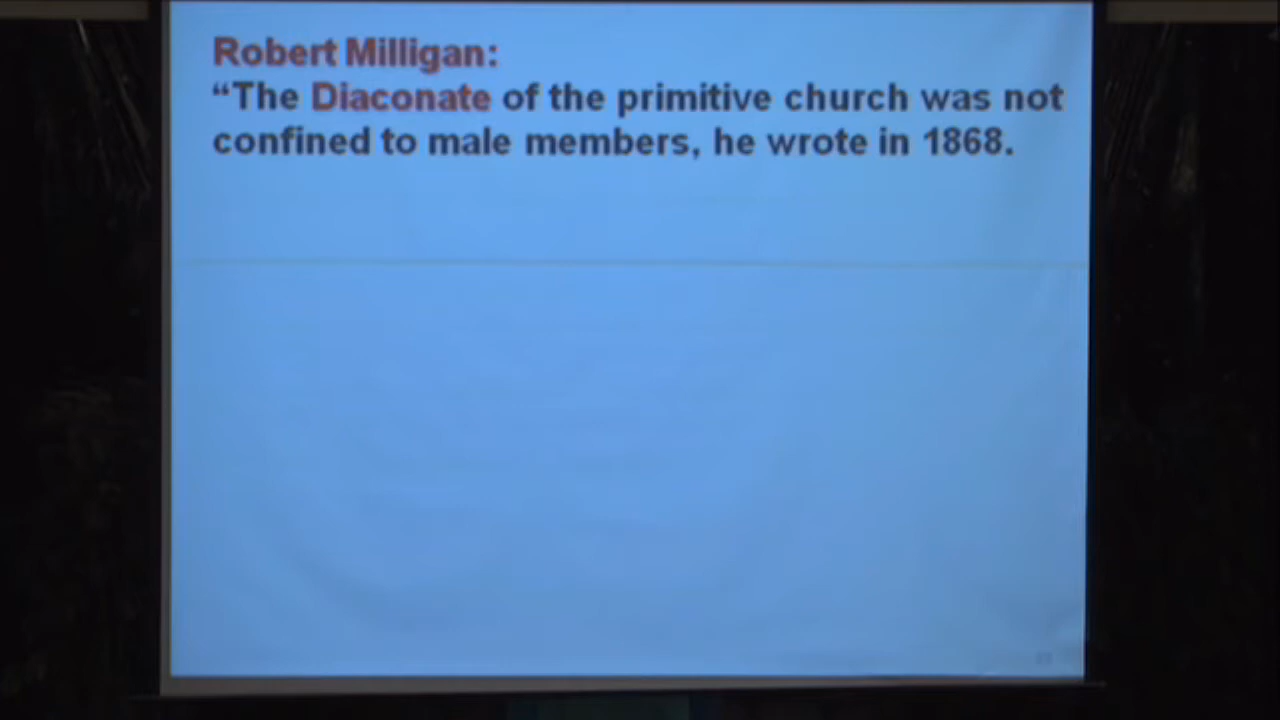 Robert Milligan:
“The Diaconate of the primitive church was not
confined to male members, he wrote in 1868.